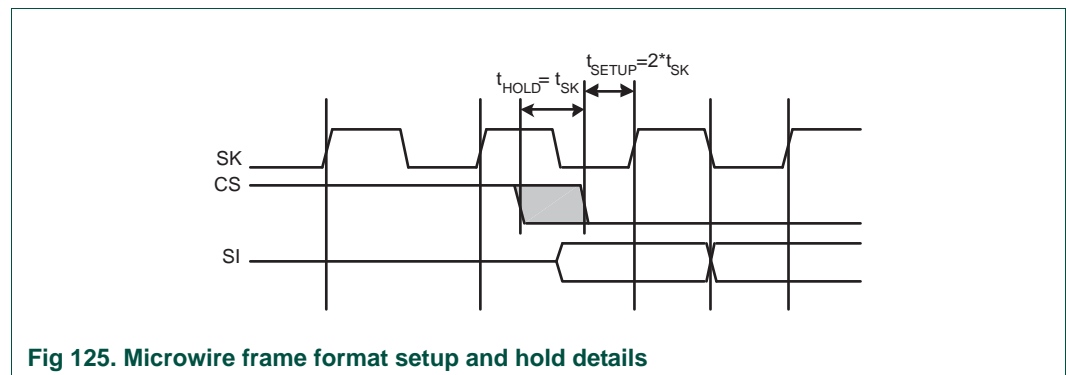 tSETUP=2*tSK
tHOLD= tSK
SK
CS
SI
Fig 125. Microwire frame format setup and hold details